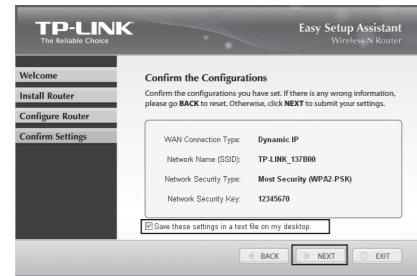 TP-LINK
The Reliable Choice
Easy Setup Assistant
Wireless N Router
Welcome
Install Router
Configure Router
Confirm Settings
Confirm the Configurations
Confirm the configurations you have set. If there is any wrong information,
please go BACK to reset. Otherwise, click NEXT to submit your settings.
WAN Connection Type: Dynamic IP
Network Name (SSID): TP-LINK_137B00
Network Security Type: Most Security (WPA2-PSK)
Network Security Key: 12345670
Save these settings in a text file on my desktop.
BACK NEXT EXIT